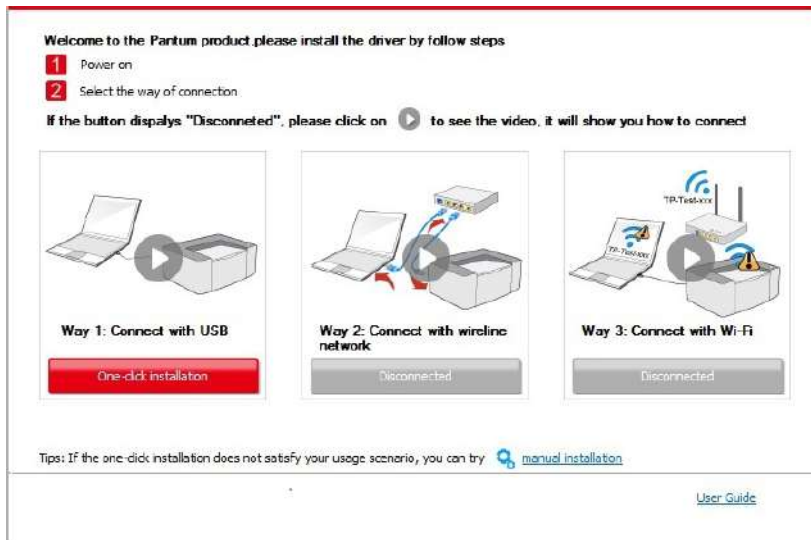 Welcome to the Pantum product,please install the driver by follow steps
1 Power on
2 Select the way of connection
If the button dispalys "Disconneted", please click on to see the video, it will show you how to connect
TP-Test-xxx
TP-Test-xxx
Way 1: Connect with USB
Way 2: Connect with wireline
network
Way 3: Connect with Wi-Fi
One-click installation
Disconnected
Disconnected
Tips: If the one-click installation does not satisfy your usage scenario, you can try manual installation
User Guide